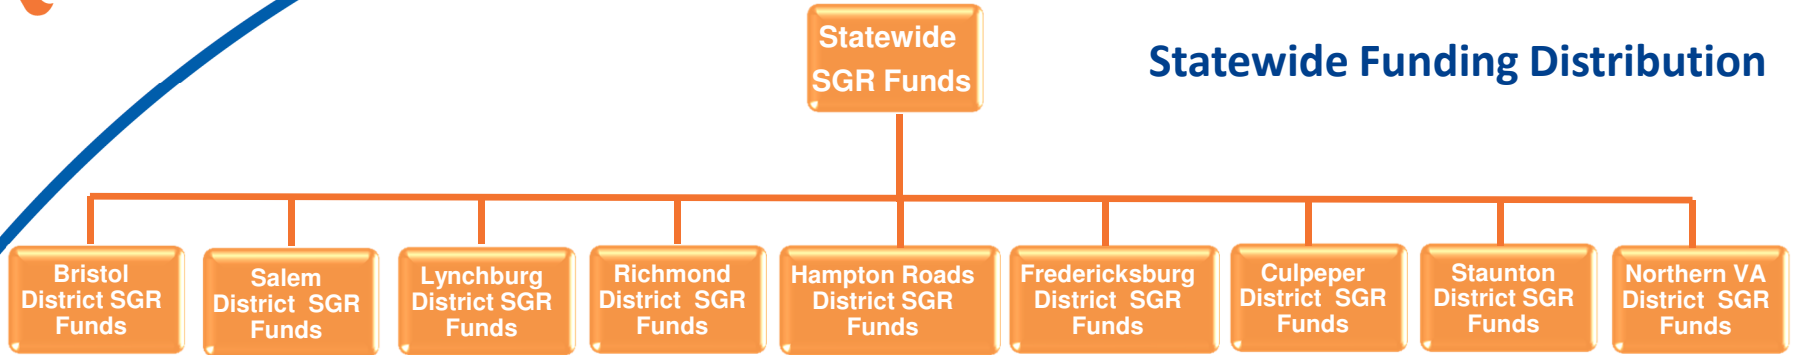 Statewide
SGR Funds
Statewide Funding Distribution
Bristol
District SGR
Funds
Salem
District SGR
Funds
Lynchburg
District SGR
Funds
Richmond
District SGR
Funds
Hampton Roads
District SGR
Funds
Fredericksburg
District SGR
Funds
Culpeper
District SGR
Funds
Staunton
District SGR
Funds
Northern VA
District SGR
Funds